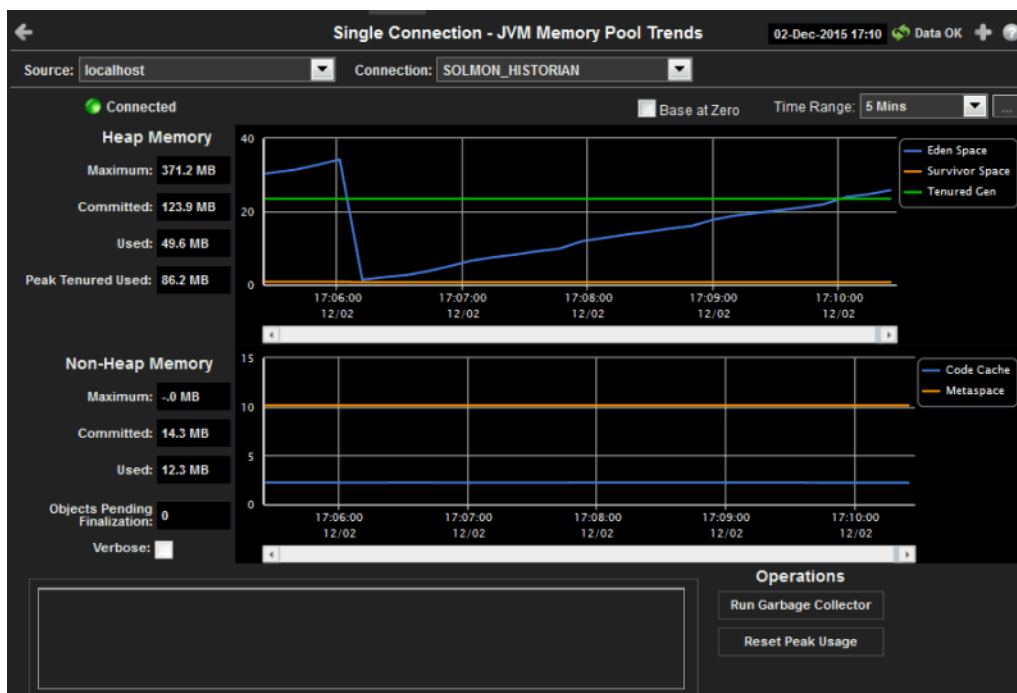 Single Connection - JVM Memory Pool Trends
02-Dec-2015 17:10 Data OK
Source: localhost Connection: SOLMON_HISTORIAN
Connected
Base at Zero Time Range: 5 Mins ...
Heap Memory
Maximum: 371.2 MB
Committed: 123.9 MB
Used: 49.6 MB
Peak Tenured Used: 86.2 MB
40
20
0
17:06:00 17:07:00 17:08:00 17:09:00 17:10:00
12/02 12/02 12/02 12/02 12/02
Eden Space
Survivor Space
Tenured Gen
Non-Heap Memory
Maximum: -.0 MB
Committed: 14.3 MB
Used: 12.3 MB
Objects Pending
Finalization: 0
Verbose:
15
10
5
0
17:06:00 17:07:00 17:08:00 17:09:00 17:10:00
12/02 12/02 12/02 12/02 12/02
Code Cache
Metaspace
Operations
Run Garbage Collector
Reset Peak Usage